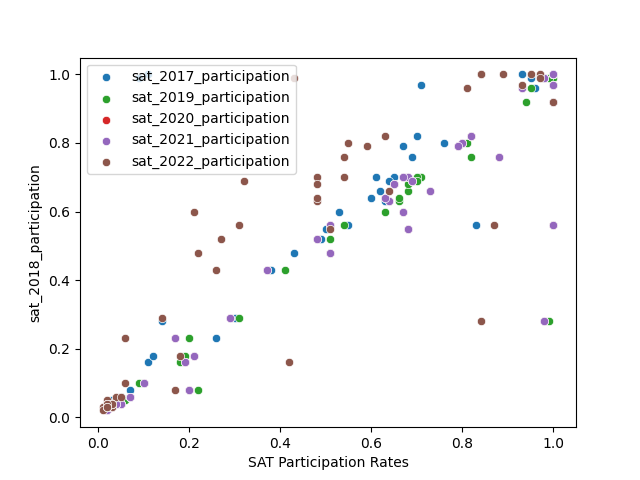 sat_2017_participation
sat_2019_participation
sat_2020_participation
sat_2021_participation
sat_2022_participation
1.0
0.8
0.6
0.4
0.2
0.0
sat_2018_participation
0.0 0.2 0.4 0.6 0.8 1.0
SAT Participation Rates